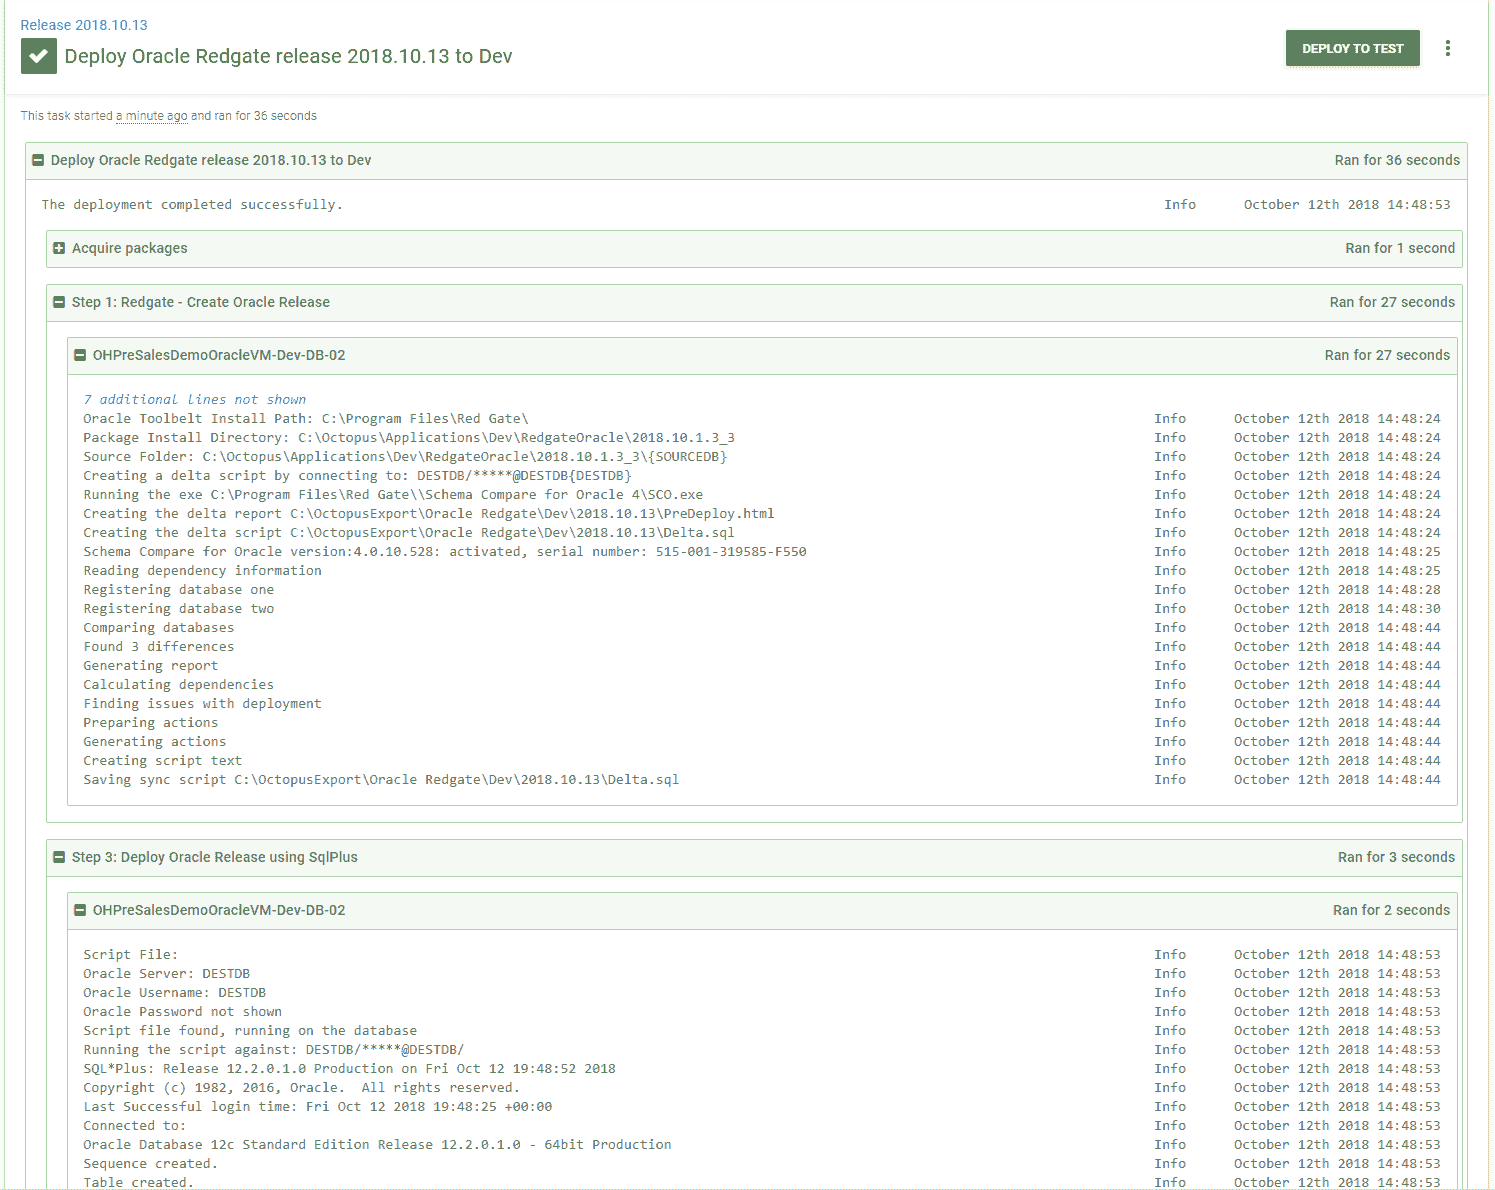 Release 2018.10.13
Deploy Oracle Redgate release 2018.10.13 to Dev
DEPLOY TO TEST
This task started a minute ago and ran for 36 seconds
Deploy Oracle Redgate release 2018.10.13 to Dev Ran for 36 seconds
The deployment completed successfully. Info October 12th 2018 14:48:53
Acquire packages Ran for 1 second
Step 1: Redgate - Create Oracle Release Ran for 27 seconds
OHPreSalesDemoOracleVM-Dev-DB-02 Ran for 27 seconds
7 additional lines not shown
Oracle Toolbelt Install Path: C:\Program Files\Red Gate\ Info October 12th 2018 14:48:24
Package Install Directory: C:\Octopus\Applications\Dev\RedgateOracle\2018.10.1.3_3 Info October 12th 2018 14:48:24
Source Folder: C:\Octopus\Applications\Dev\RedgateOracle\2018.10.1.3_3\{SOURCEDB} Info October 12th 2018 14:48:24
Creating a delta script by connecting to: DESTDB/*****@DESTDB{DESTDB} Info October 12th 2018 14:48:24
Running the exe C:\Program Files\Red Gate\\Schema Compare for Oracle 4\SCO.exe Info October 12th 2018 14:48:24
Creating the delta report C:\OctopusExport\Oracle Redgate\Dev\2018.10.13\PreDeploy.html Info October 12th 2018 14:48:24
Creating the delta script C:\OctopusExport\Oracle Redgate\Dev\2018.10.13\Delta.sql Info October 12th 2018 14:48:24
Schema Compare for Oracle version:4.0.10.528: activated, serial number: 515-001-319585-F550 Info October 12th 2018 14:48:25
Reading dependency information Info October 12th 2018 14:48:25
Registering database one Info October 12th 2018 14:48:28
Registering database two Info October 12th 2018 14:48:30
Comparing databases Info October 12th 2018 14:48:44
Found 3 differences Info October 12th 2018 14:48:44
Generating report Info October 12th 2018 14:48:44
Calculating dependencies Info October 12th 2018 14:48:44
Finding issues with deployment Info October 12th 2018 14:48:44
Preparing actions Info October 12th 2018 14:48:44
Generating actions Info October 12th 2018 14:48:44
Creating script text Info October 12th 2018 14:48:44
Saving sync script C:\OctopusExport\Oracle Redgate\Dev\2018.10.13\Delta.sql Info October 12th 2018 14:48:44
Step 3: Deploy Oracle Release using SqlPlus Ran for 3 seconds
OHPreSalesDemoOracleVM-Dev-DB-02 Ran for 2 seconds
Script File: Info October 12th 2018 14:48:53
Oracle Server: DESTDB Info October 12th 2018 14:48:53
Oracle Username: DESTDB Info October 12th 2018 14:48:53
Oracle Password not shown Info October 12th 2018 14:48:53
Script file found, running on the database Info October 12th 2018 14:48:53
Running the script against: DESTDB/*****@DESTDB/ Info October 12th 2018 14:48:53
SQL*Plus: Release 12.2.0.1.0 Production on Fri Oct 12 19:48:52 2018 Info October 12th 2018 14:48:53
Copyright (c) 1982, 2016, Oracle.  All rights reserved. Info October 12th 2018 14:48:53
Last Successful login time: Fri Oct 12 2018 19:48:25 +00:00 Info October 12th 2018 14:48:53
Connected to: Info October 12th 2018 14:48:53
Oracle Database 12c Standard Edition Release 12.2.0.1.0 - 64bit Production Info October 12th 2018 14:48:53
Sequence created. Info October 12th 2018 14:48:53
Table created. Info October 12th 2018 14:48:53